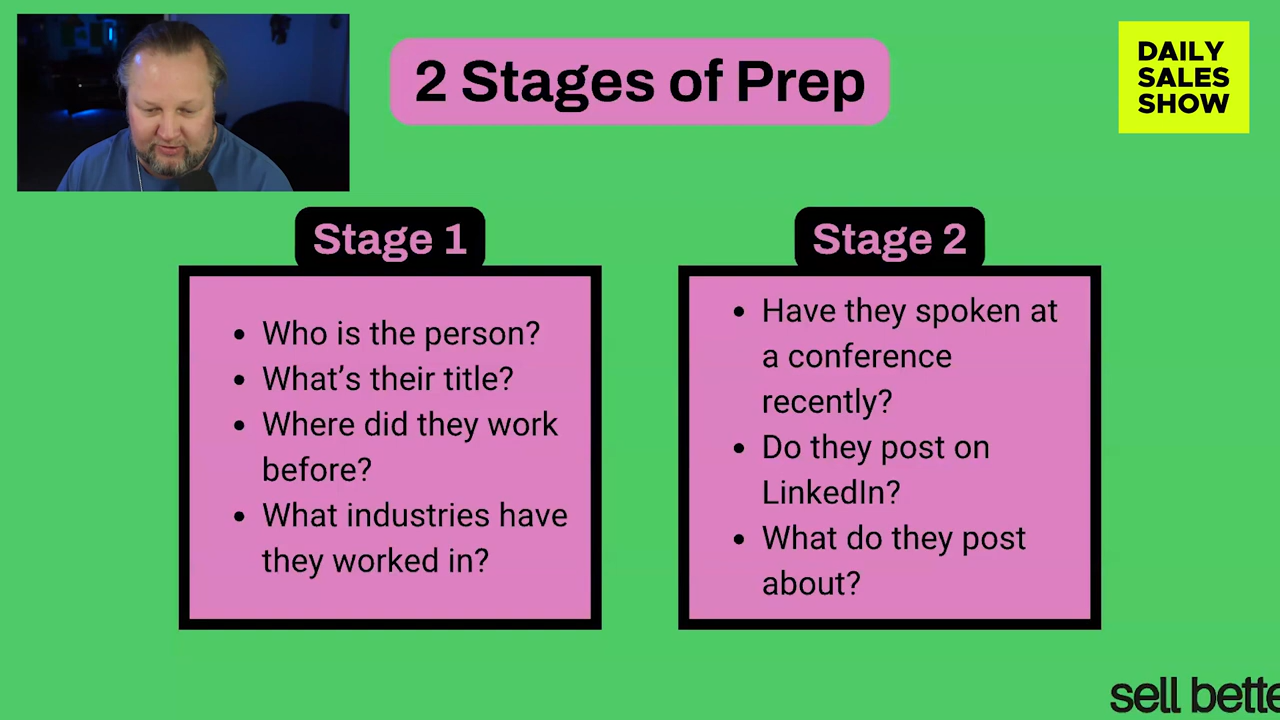 2 Stages of Prep
DAILY
SALES
SHOW
Stage 1
• Who is the person?
• What's their title?
• Where did they work
before?
• What industries have
they worked in?
Stage 2
• Have they spoken at
a conference
recently?
• Do they post on
LinkedIn?
• What do they post
about?
sell bette